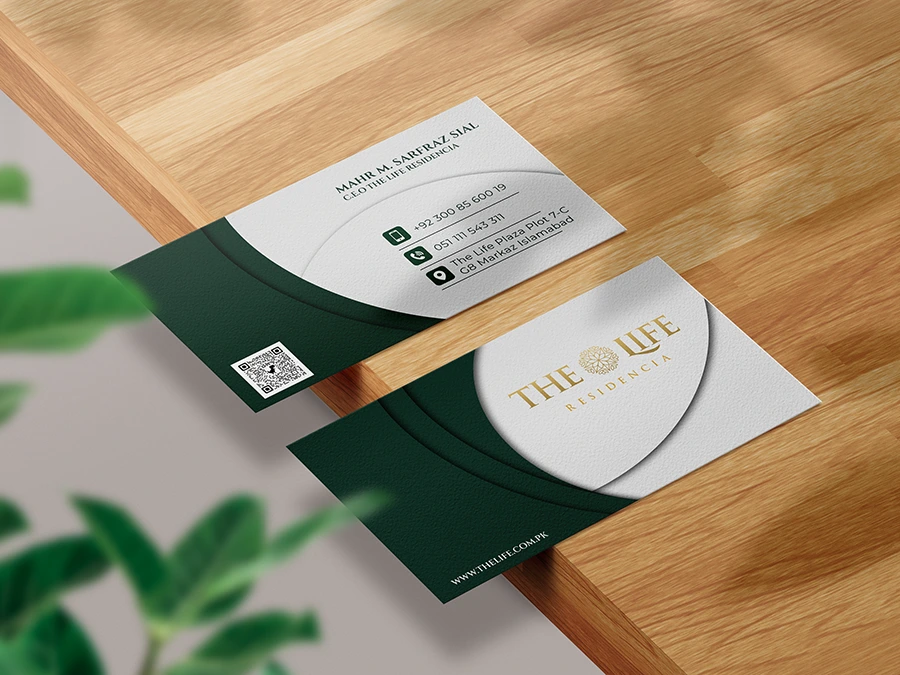 MAHR M. SARFRAZ SIAL
C.E.O THE LIFE RESIDENCIA
+92 300 85 600 19
051 111 543 311
The Life Plaza Plot 7-C
G8 Markaz Islamabad
THE LIFE
RESIDENCIA
WWW.THELIFE.COM.PK